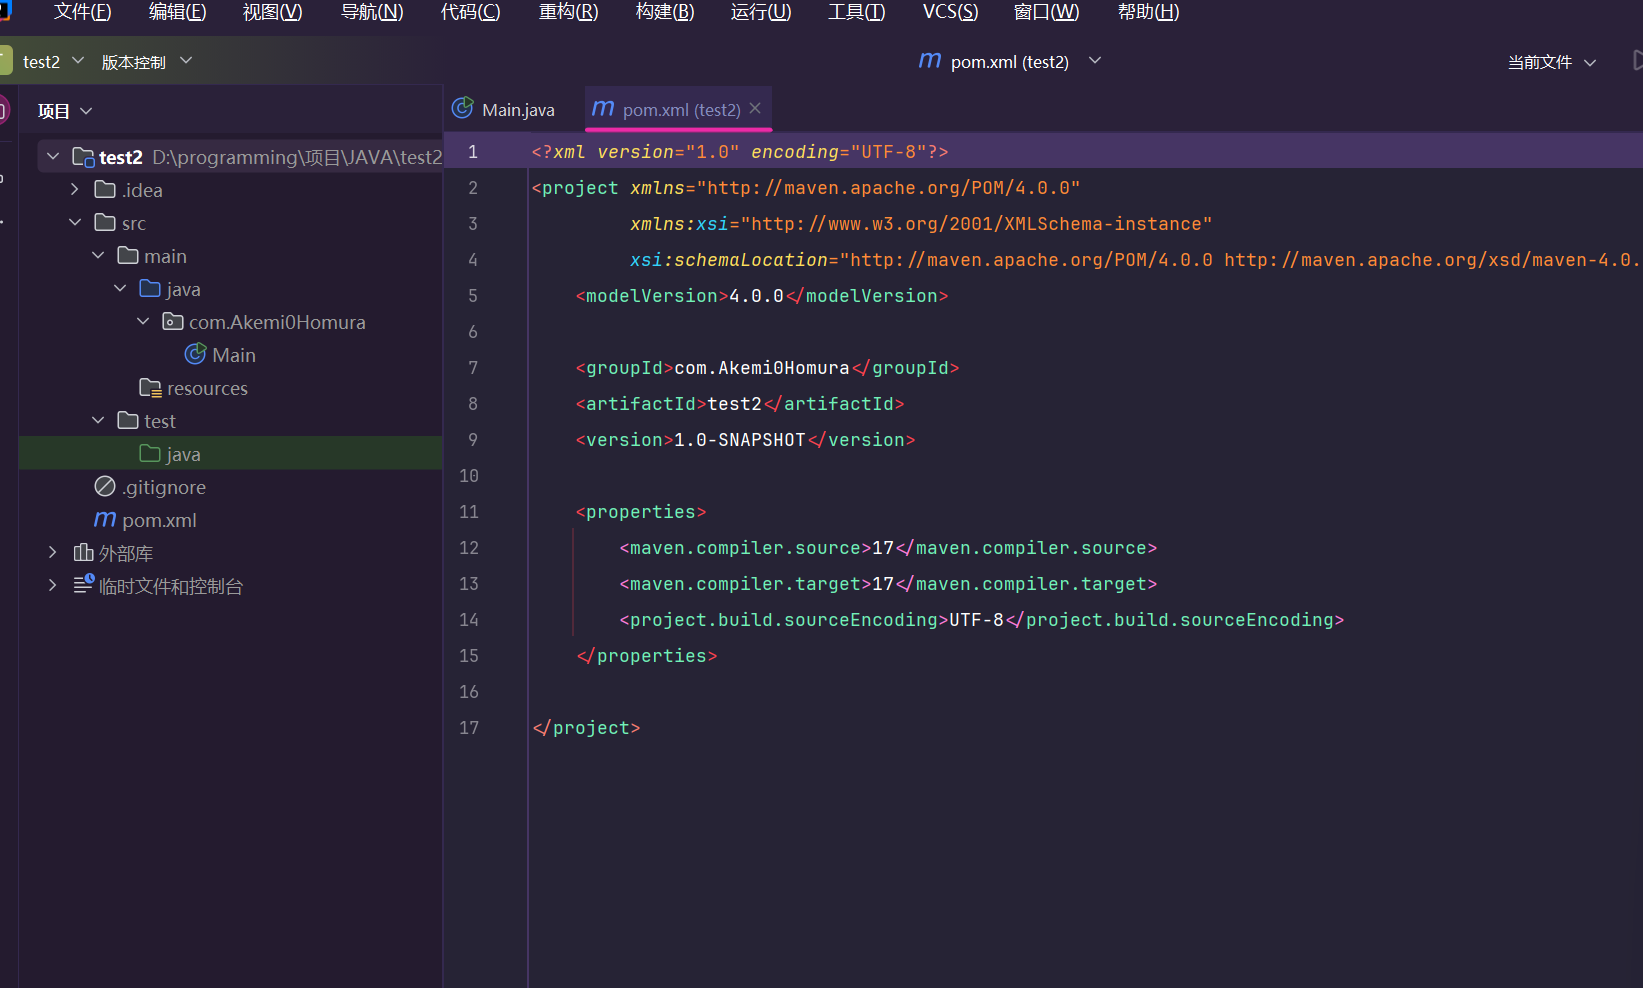 文件(F) 编辑(E) 视图(V) 导航(N) 代码(C) 重构(R) 构建(B) 运行(U) 工具(T) VCS(S) 窗口(W) 帮助(H)
test2 版本控制 pom.xml (test2) 当前文件
项目
test2 D:\programming\项目\JAVA\test2
.idea
src
main
java
com.Akemi0Homura
Main
resources
test
java
.gitignore
pom.xml
外部库
临时文件和控制台
Main.java pom.xml (test2)
1 <?xml version="1.0" encoding="UTF-8"?>
2 <project xmlns="http://maven.apache.org/POM/4.0.0"
3 xmlns:xsi="http://www.w3.org/2001/XMLSchema-instance"
4 xsi:schemaLocation="http://maven.apache.org/POM/4.0.0 http://maven.apache.org/xsd/maven-4.0.
5 <modelVersion>4.0.0</modelVersion>
6
7 <groupId>com.Akemi0Homura</groupId>
8 <artifactId>test2</artifactId>
9 <version>1.0-SNAPSHOT</version>
10
11 <properties>
12 <maven.compiler.source>17</maven.compiler.source>
13 <maven.compiler.target>17</maven.compiler.target>
14 <project.build.sourceEncoding>UTF-8</project.build.sourceEncoding>
15 </properties>
16
17 </project>